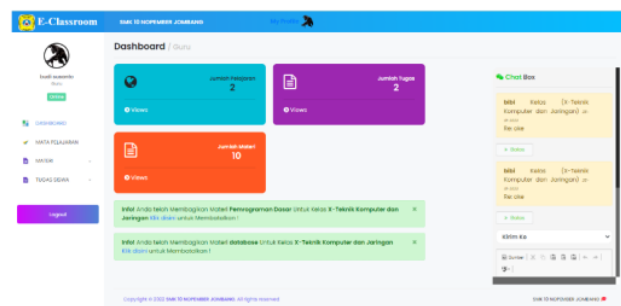 E-Classroom
SMK 10 NOPEMBER JOMBANG
My Profile
Dashboard / Guru
budi susanto
Guru
Online
DASHBOARD
MATA PELAJARAN
MATERI
TUGAS SISWA
Logout
Jumlah Pelajaran
2
Views
Jumlah Tugas
2
Views
Jumlah Materi
10
Views
Info! Anda telah Membagikan Materi Pemograman Dasar Untuk Kelas X-Teknik Komputer dan
Jaringan Klik disini untuk Membatalkan !
Info! Anda telah Membagikan Materi database Untuk Kelas X-Teknik Komputer dan Jaringan
Klik disini untuk Membatalkan !
Chat Box
bibi Kelas (X-Teknik
Komputer dan Jaringan)
+ Balas
bibi Kelas (X-Teknik
Komputer dan Jaringan)
+ Balas
Kirim Ke
Sumber
Copyright © 2022 SMK 10 NOPEMBER JOMBANG. All rights reserved.
SMK 10 NOPEMBER JOMBANG